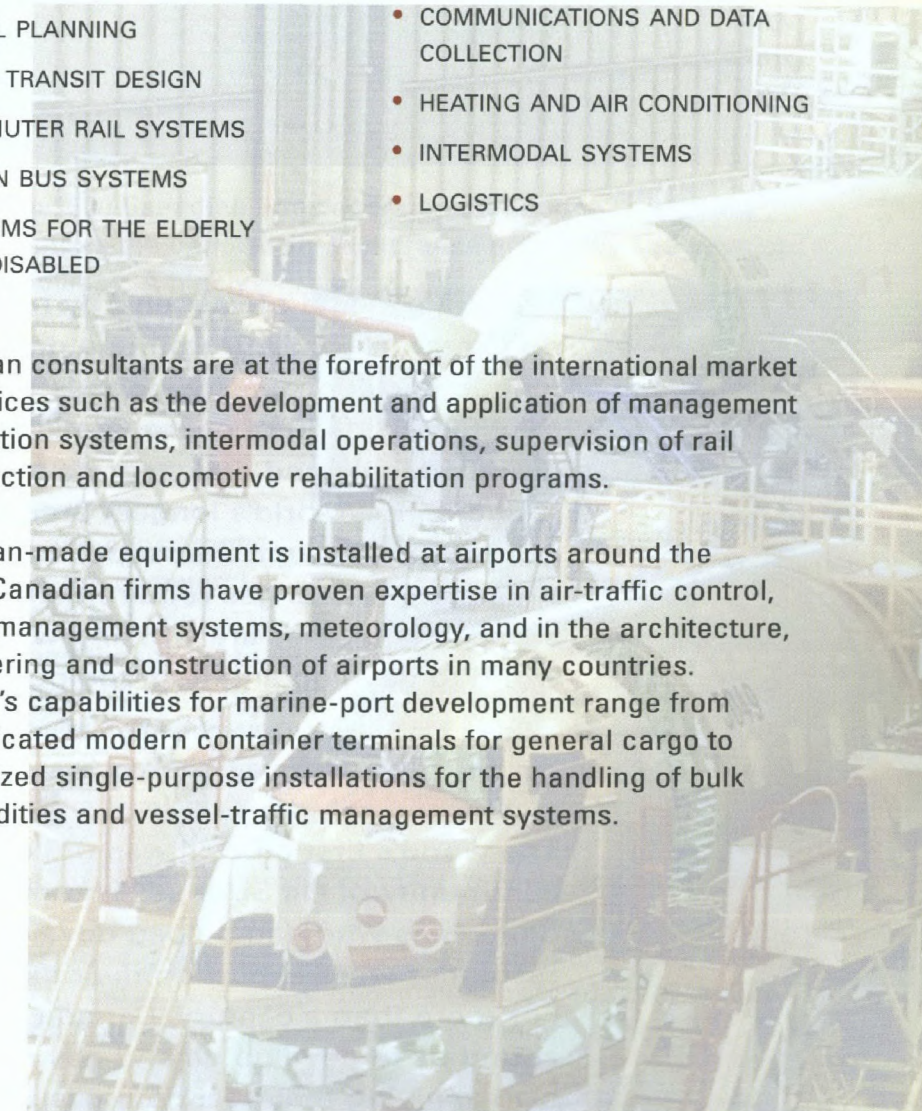 L PLANNING
TRANSIT DESIGN
UTER RAIL SYSTEMS
N BUS SYSTEMS
MS FOR THE ELDERLY
DISABLED
• COMMUNICATIONS AND DATA
COLLECTION
• HEATING AND AIR CONDITIONING
• INTERMODAL SYSTEMS
• LOGISTICS
an consultants are at the forefront of the international market
ices such as the development and application of management
tion systems, intermodal operations, supervision of rail
ction and locomotive rehabilitation programs.
an-made equipment is installed at airports around the
Canadian firms have proven expertise in air-traffic control,
management systems, meteorology, and in the architecture,
ering and construction of airports in many countries.
's capabilities for marine-port development range from
cated modern container terminals for general cargo to
zed single-purpose installations for the handling of bulk
dities and vessel-traffic management systems.